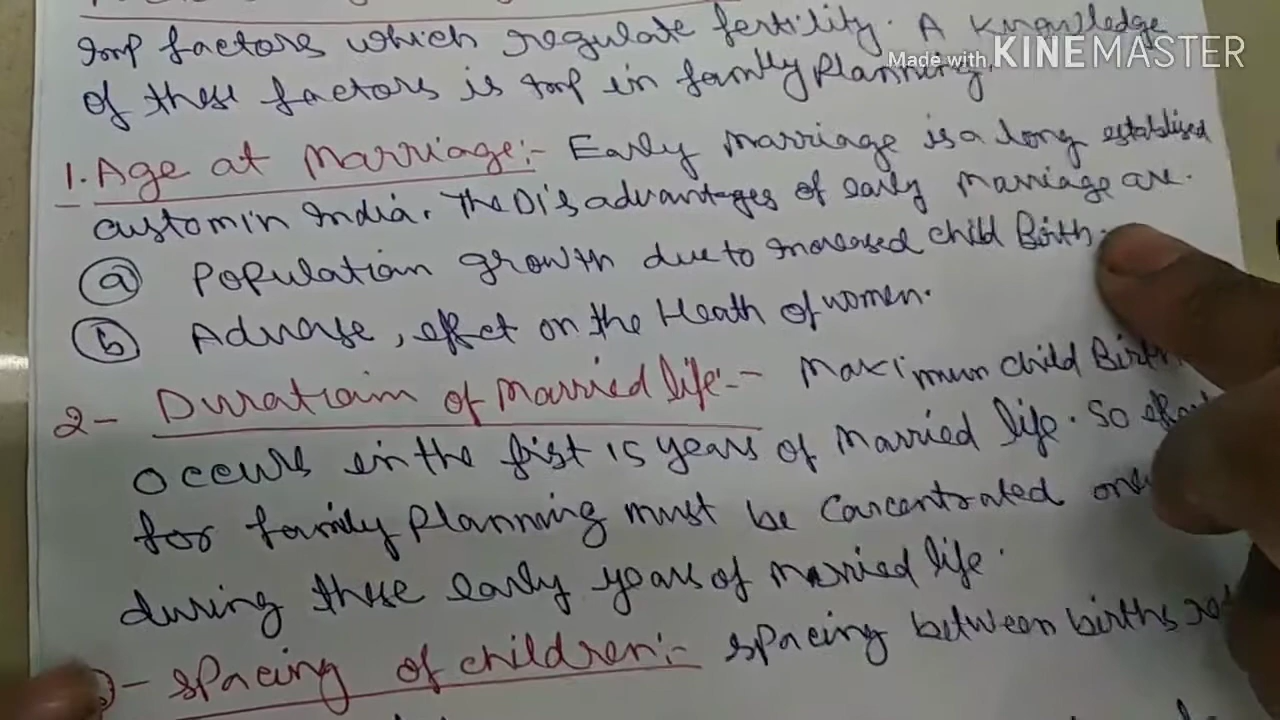 Imp factors which regulate fertility. A Knowledge
of these factors is Imp in family Planning.
Made with KINEMASTER
1. Age at Marriage:- Early Marriage is a long establised
custom in India. The Disadvantages of early Marriage are.
(a) Population growth due to Increased child Birth.
(b) Adverse, effect on the Heath of women.
2- Duration of Married life:- Maximum child Birth
occurs in the first 15 years of Married life. So
for family Planning must be Concentrated
during these early years of Married life.
- Spacing of children:- spacing between births